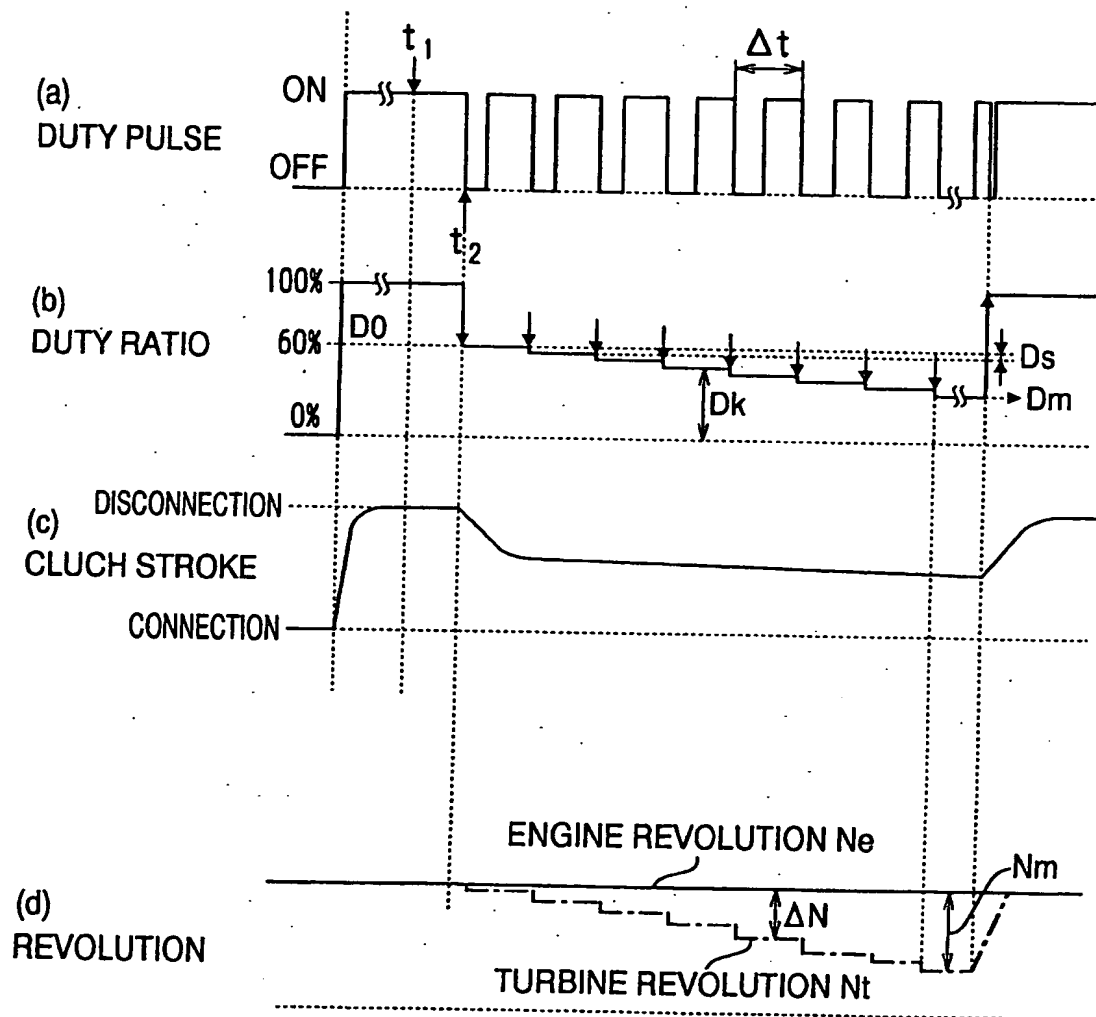 (a)
DUTY PULSE
ON
OFF
t1
Δt
t2
(b)
DUTY RATIO
100%
60%
0%
D0
Dk
Ds
Dm
(c)
CLUCH STROKE
DISCONNECTION
CONNECTION
(d)
REVOLUTION
ENGINE REVOLUTION Ne
Nm
ΔN
TURBINE REVOLUTION Nt